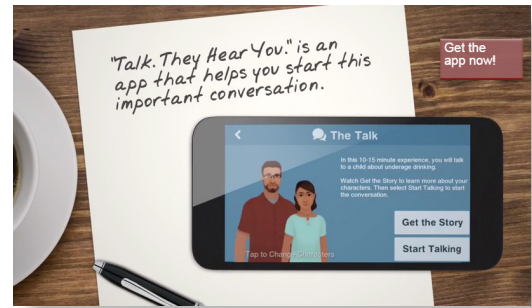 "Talk. They Hear You." is an
app that helps you start this
important conversation.
Get the
app now!
The Talk
In this 10-15 minute experience, you will talk
to a child about underage drinking.
Watch Get the Story to learn more about your
characters. Then select Start Talking to start
the conversation.
Get the Story
Start Talking
Tap to Change Characters